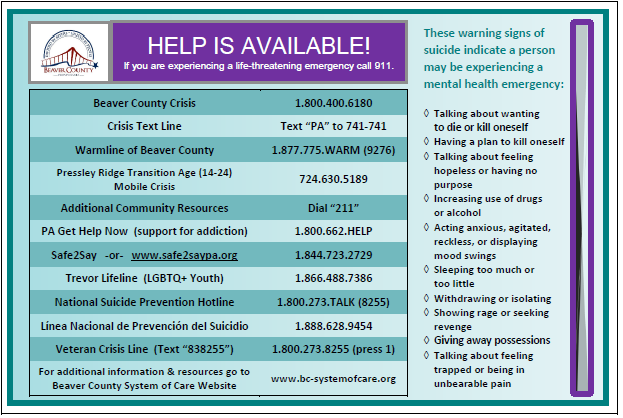 BEAVER COUNTY
HELP IS AVAILABLE!
If you are experiencing a life-threatening emergency call 911.
Beaver County Crisis 1.800.400.6180
Crisis Text Line Text “PA” to 741-741
Warmline of Beaver County 1.877.775.WARM (9276)
Pressley Ridge Transition Age (14-24)
Mobile Crisis 724.630.5189
Additional Community Resources Dial “211”
PA Get Help Now (support for addiction) 1.800.662.HELP
Safe2Say -or- www.safe2saypa.org 1.844.723.2729
Trevor Lifeline (LGBTQ+ Youth) 1.866.488.7386
National Suicide Prevention Hotline 1.800.273.TALK (8255)
Línea Nacional de Prevención del Suicidio 1.888.628.9454
Veteran Crisis Line (Text “838255”) 1.800.273.8255 (press 1)
For additional information & resources go to
Beaver County System of Care Website www.bc-systemofcare.org
These warning signs of
suicide indicate a person
may be experiencing a
mental health emergency:
◊ Talking about wanting
to die or kill oneself
◊ Having a plan to kill oneself
◊ Talking about feeling
hopeless or having no
purpose
◊ Increasing use of drugs
or alcohol
◊ Acting anxious, agitated,
reckless, or displaying
mood swings
◊ Sleeping too much or
too little
◊ Withdrawing or isolating
◊ Showing rage or seeking
revenge
◊ Giving away possessions
◊ Talking about feeling
trapped or being in
unbearable pain